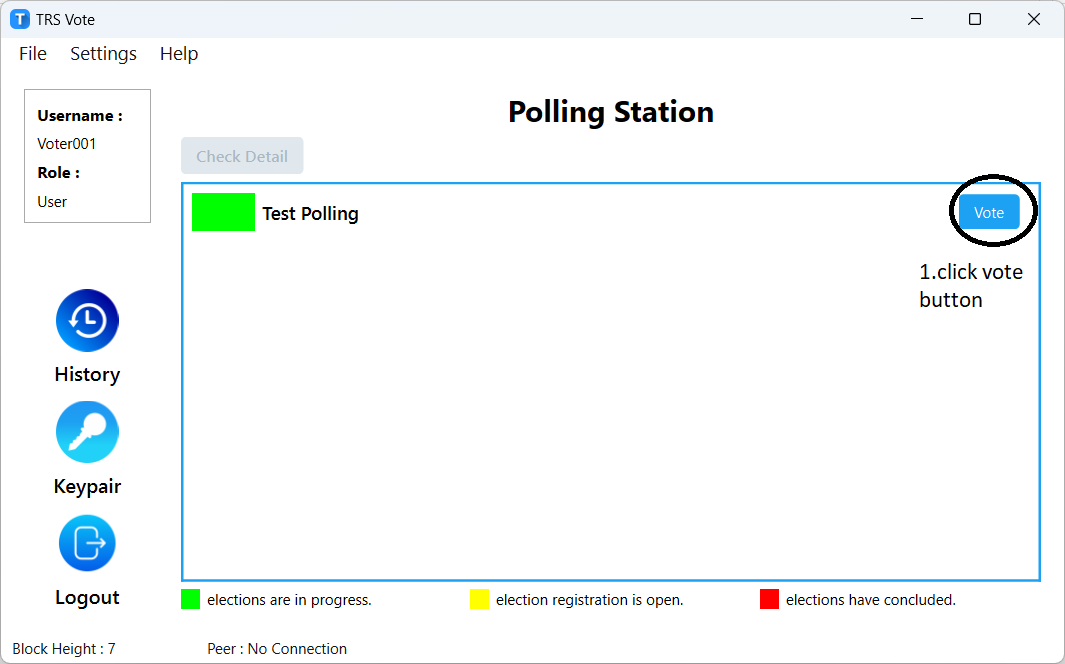 TRS Vote
File Settings Help
Username :
Voter001
Role :
User
Polling Station
Check Detail
Test Polling
Vote
1.click vote
button
History
Keypair
Logout
elections are in progress.
election registration is open.
elections have concluded.
Block Height : 7
Peer : No Connection